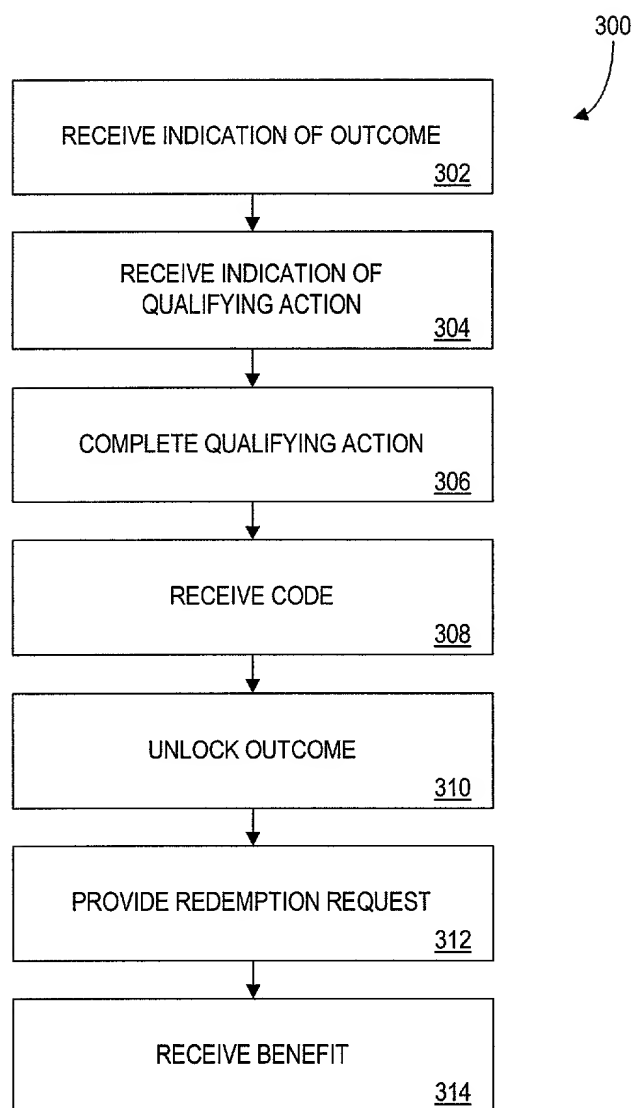 300
RECEIVE INDICATION OF OUTCOME
302
RECEIVE INDICATION OF
QUALIFYING ACTION
304
COMPLETE QUALIFYING ACTION
306
RECEIVE CODE
308
UNLOCK OUTCOME
310
PROVIDE REDEMPTION REQUEST
312
RECEIVE BENEFIT
314